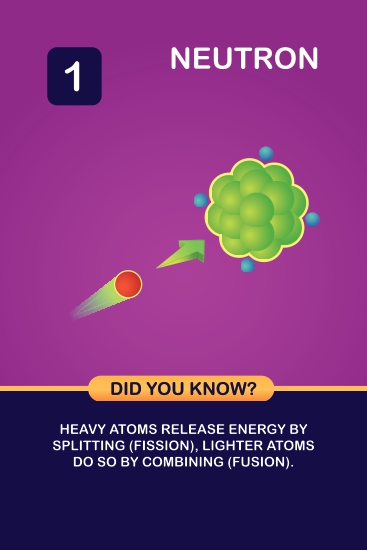 1
NEUTRON
DID YOU KNOW?
HEAVY ATOMS RELEASE ENERGY BY
SPLITTING (FISSION), LIGHTER ATOMS
DO SO BY COMBINING (FUSION).